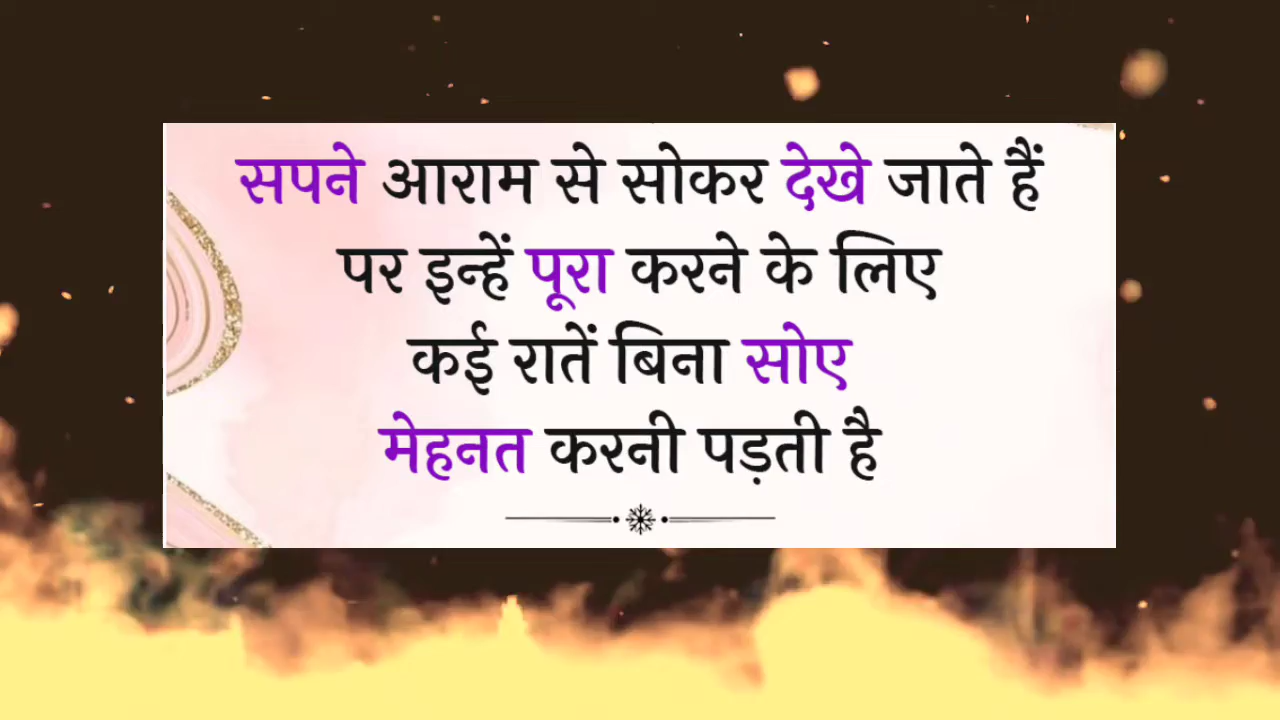 सपने आराम से सोकर देखे जाते हैं
पर इन्हें पूरा करने के लिए
कई रातें बिना सोए
मेहनत करनी पड़ती है